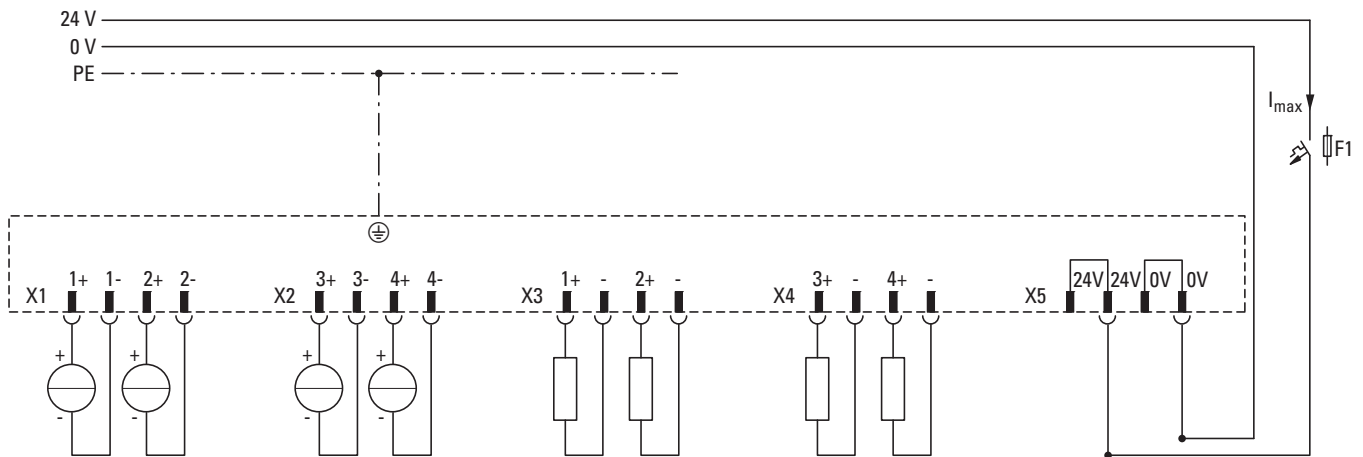 24 V
0 V
PE
I max
F1
X1 1+ 1- 2+ 2-
X2 3+ 3- 4+ 4-
X3 1+ - 2+ -
X4 3+ - 4+ -
X5 24V 24V 0V 0V
+ + + +
- - - -